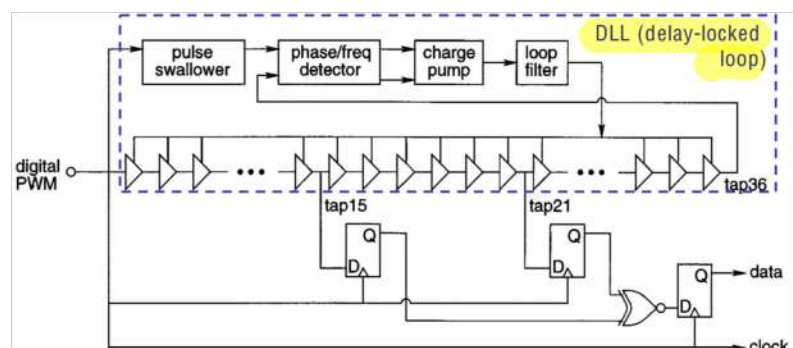 DLL (delay-locked
loop)
pulse
swallower
phase/freq
detector
charge
pump
loop
filter
digital
PWM
tap15
tap21
tap36
Q
D
Q
D
Q
D
data
clock